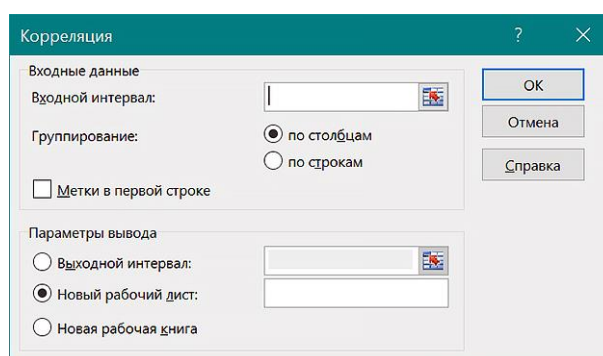 Корреляция ?
Входные данные
Входной интервал:
Группирование:
по столбцам
по строкам
Метки в первой строке
ОК
Отмена
Справка
Параметры вывода
Выходной интервал:
Новый рабочий лист:
Новая рабочая книга